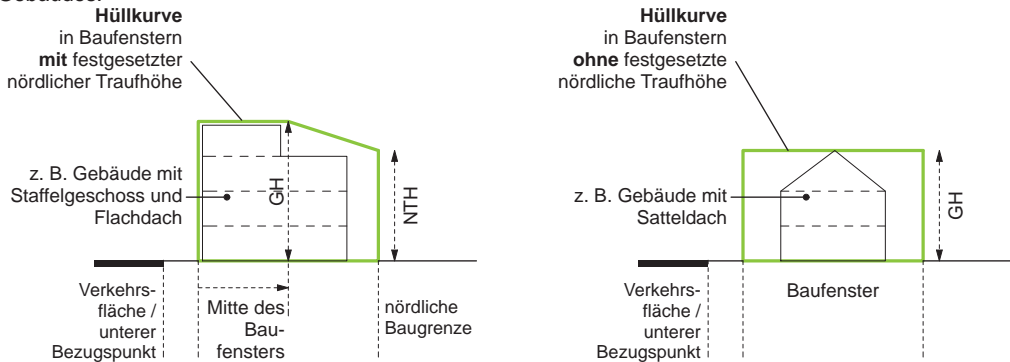 Hüllkurve
in Baufenstern
mit festgesetzter
nördlicher Traufhöhe
z. B. Gebäude mit
Staffelgeschoss und
Flachdach
GH
NTH
Verkehrs-
fläche /
unterer
Bezugspunkt
Mitte des
Bau-
fensters
nördliche
Baugrenze
Hüllkurve
in Baufenstern
ohne festgesetzte
nördliche Traufhöhe
z. B. Gebäude mit
Satteldach
GH
Verkehrs-
fläche /
unterer
Bezugspunkt
Baufenster